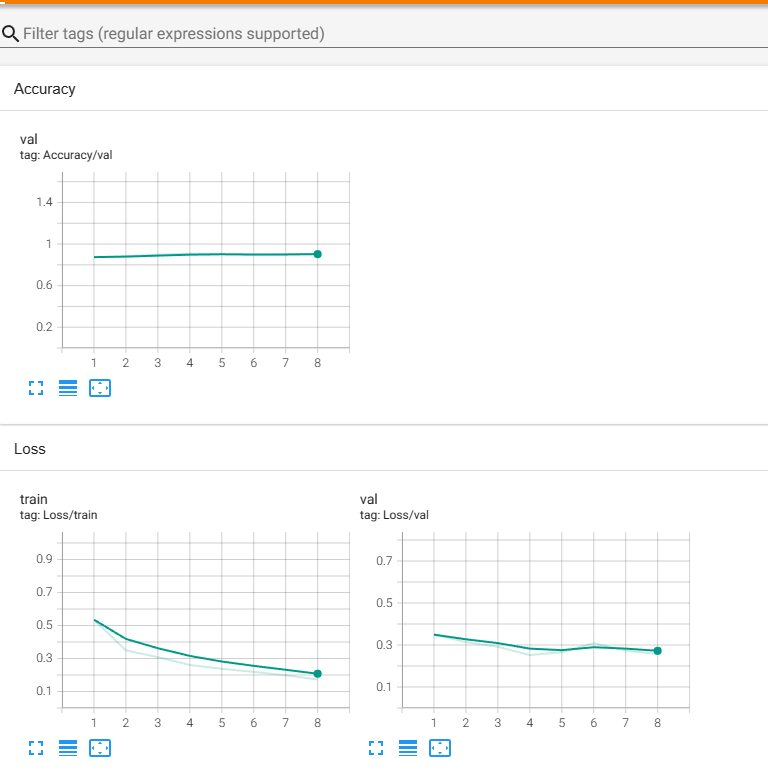 Filter tags (regular expressions supported)
Accuracy
val
tag: Accuracy/val
1.4
1
0.6
0.2
1 2 3 4 5 6 7 8
Loss
train
tag: Loss/train
0.9
0.7
0.5
0.3
0.1
1 2 3 4 5 6 7 8
val
tag: Loss/val
0.7
0.5
0.3
0.1
1 2 3 4 5 6 7 8